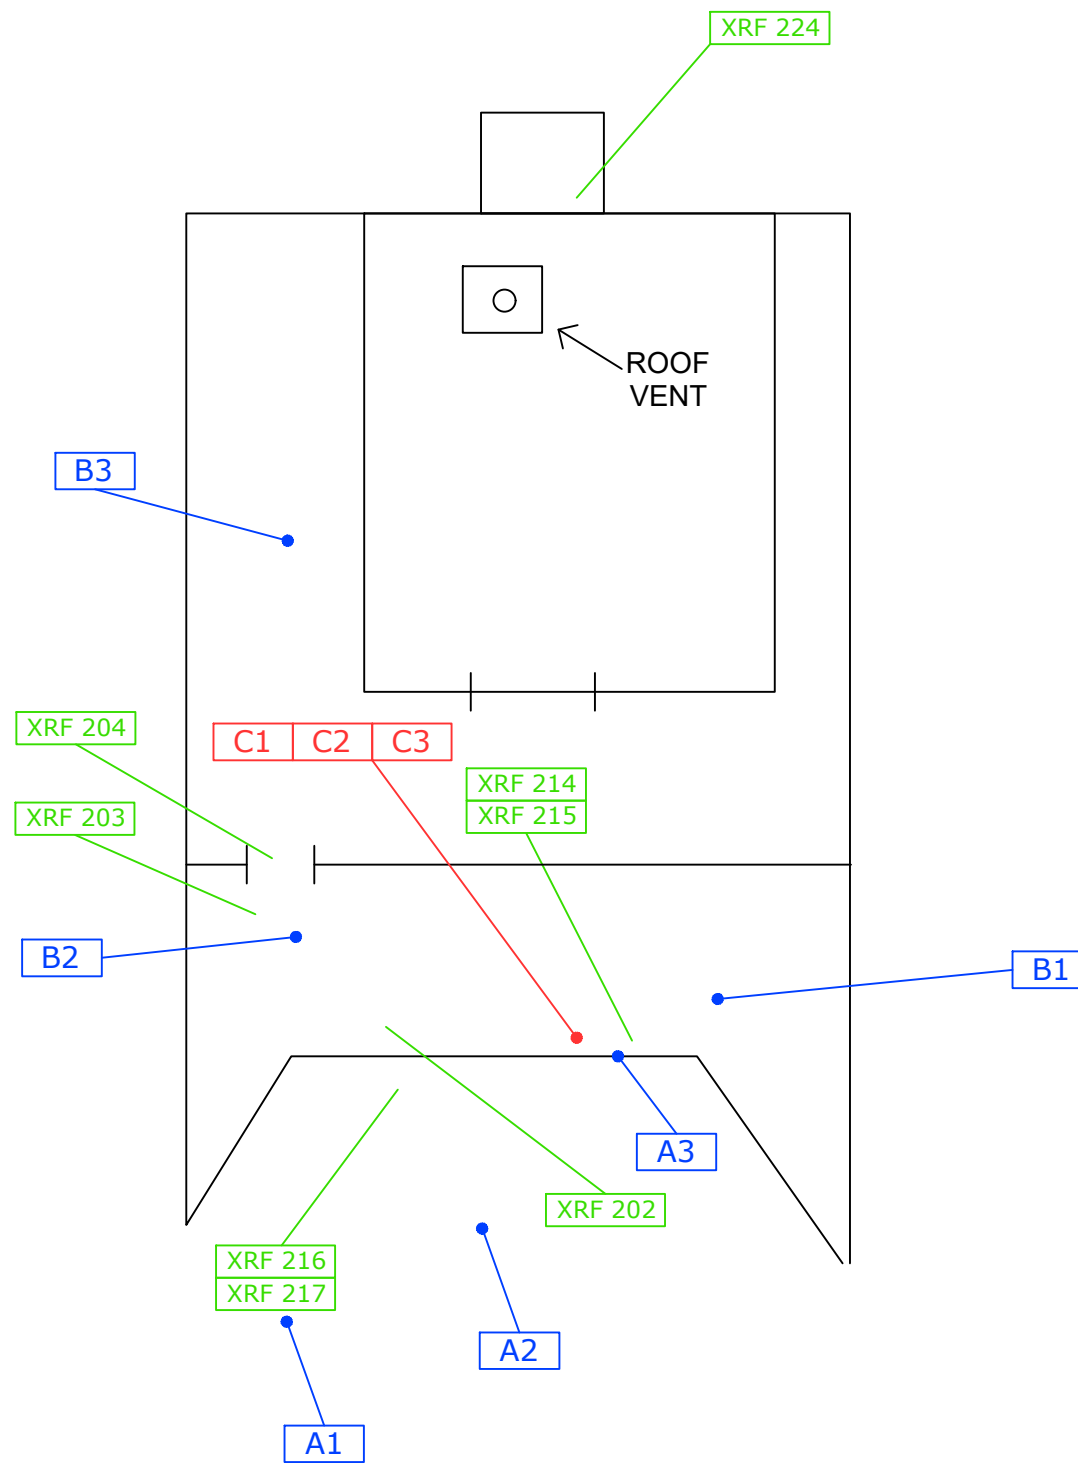 XRF 224
ROOF
VENT
B3
XRF 204
C1 C2 C3
XRF 214
XRF 215
XRF 203
B2
B1
A3
XRF 202
XRF 216
XRF 217
A2
A1